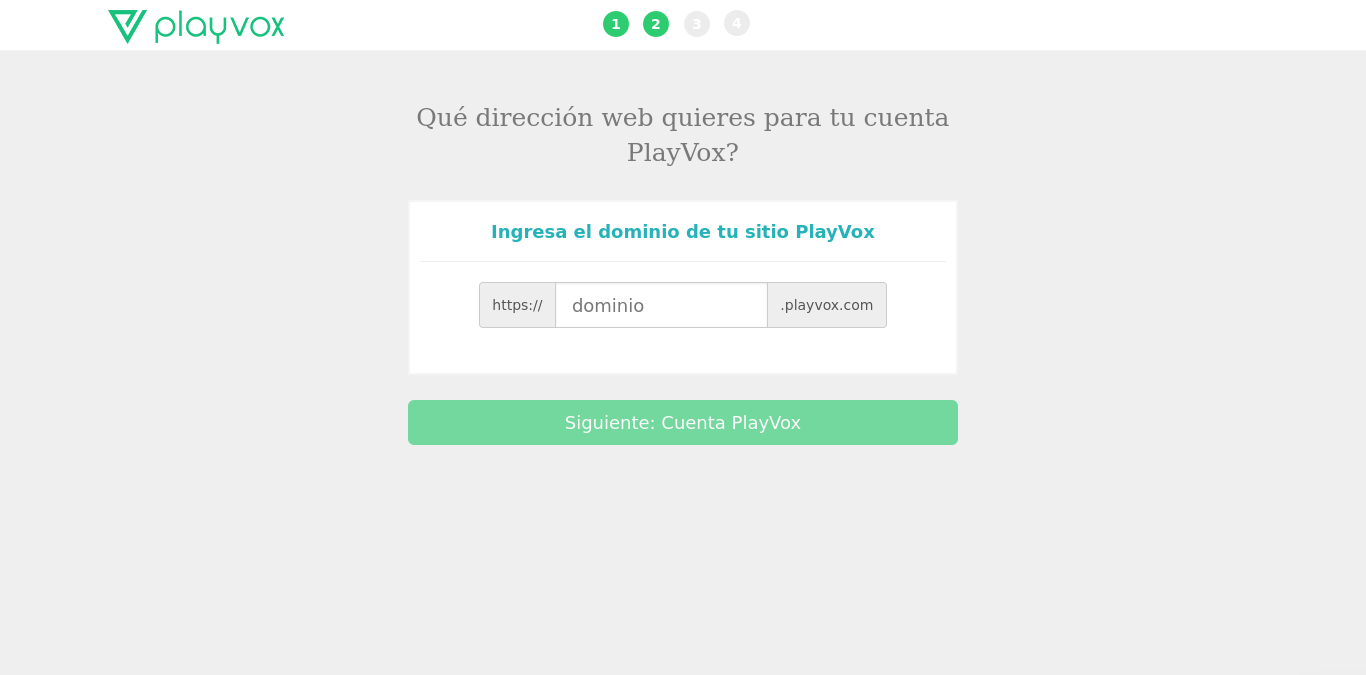 playvox
1 2 3 4
Qué dirección web quieres para tu cuenta
PlayVox?
Ingresa el dominio de tu sitio PlayVox
https:// dominio .playvox.com
Siguiente: Cuenta PlayVox